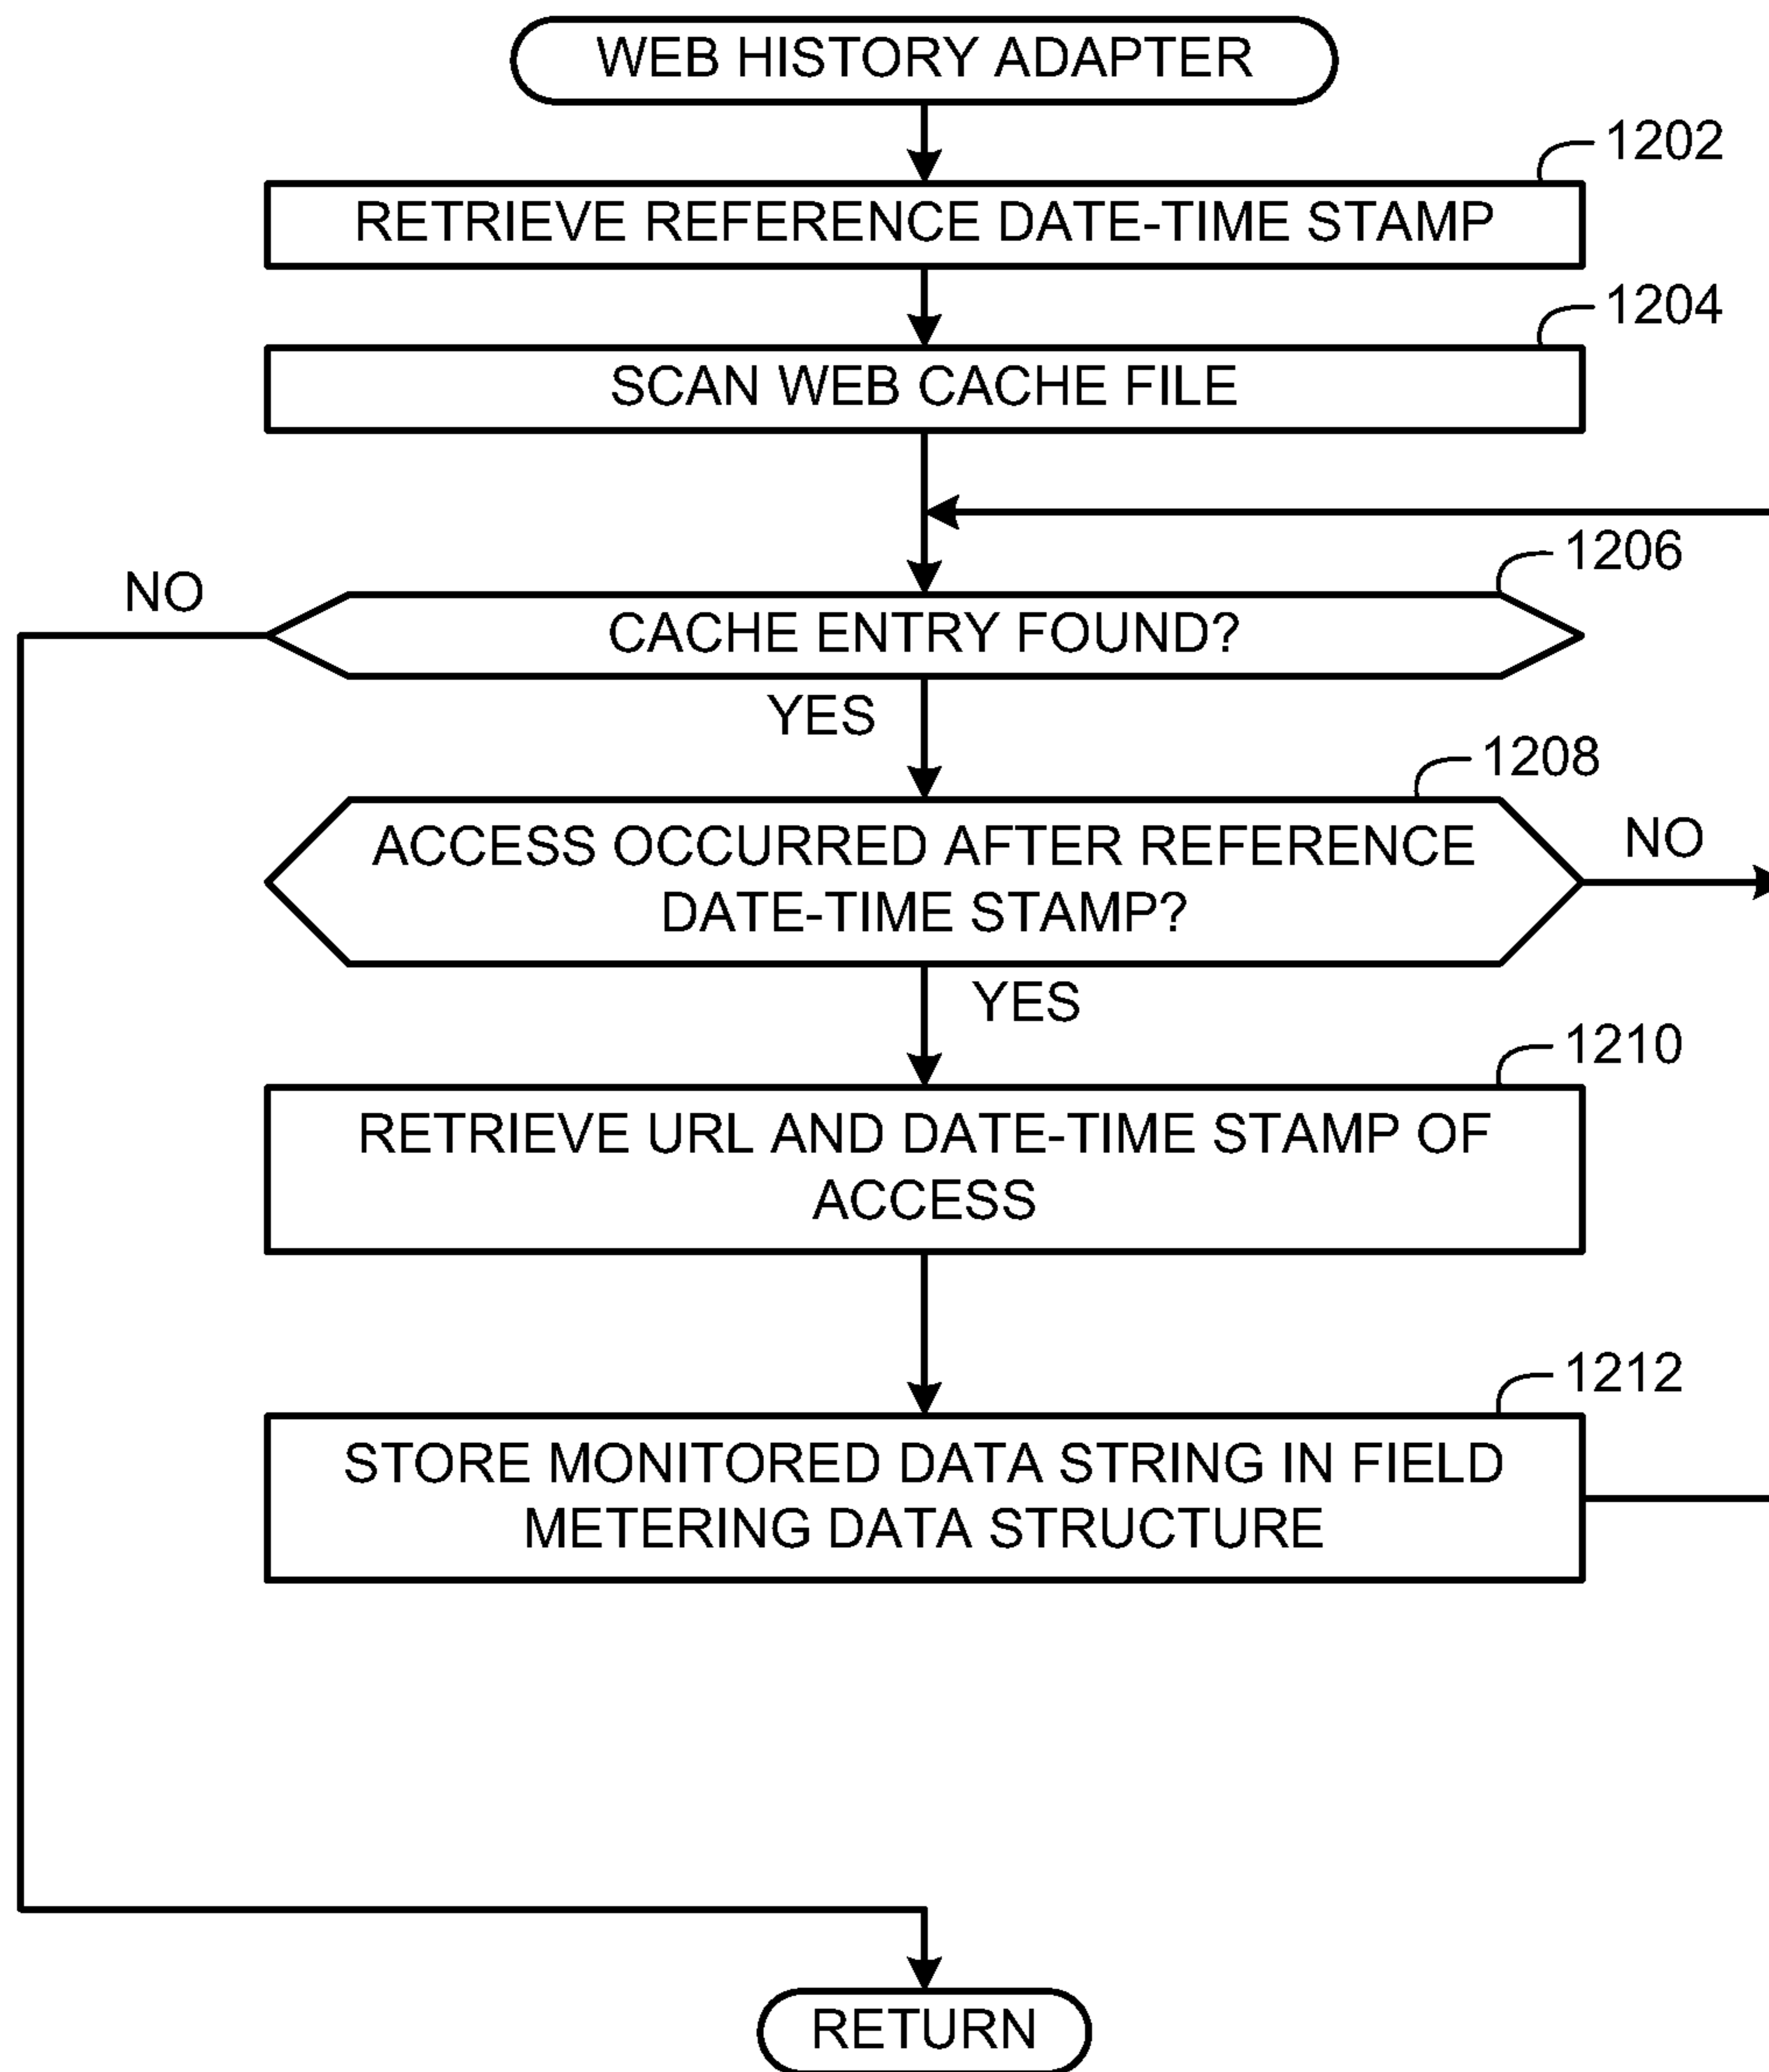 WEB HISTORY ADAPTER
1202
RETRIEVE REFERENCE DATE-TIME STAMP
1204
SCAN WEB CACHE FILE
1206
NO
CACHE ENTRY FOUND?
YES
1208
ACCESS OCCURRED AFTER REFERENCE
DATE-TIME STAMP?
NO
YES
1210
RETRIEVE URL AND DATE-TIME STAMP OF
ACCESS
1212
STORE MONITORED DATA STRING IN FIELD
METERING DATA STRUCTURE
RETURN